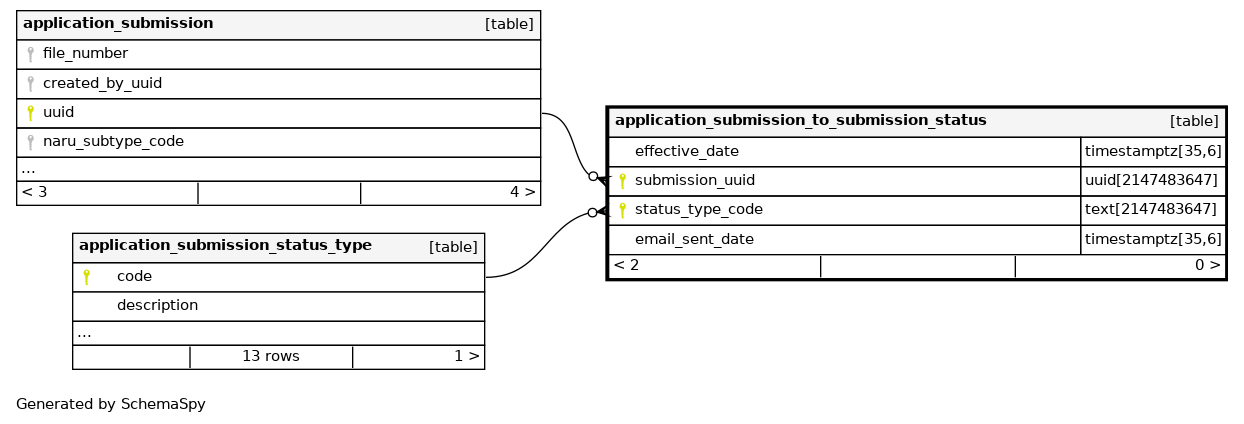 application_submission [table]
file_number
created_by_uuid
uuid
naru_subtype_code
...
< 3 4 >
application_submission_to_submission_status [table]
effective_date timestamptz[35,6]
submission_uuid uuid[2147483647]
status_type_code text[2147483647]
email_sent_date timestamptz[35,6]
< 2 0 >
application_submission_status_type [table]
code
description
...
13 rows 1 >
Generated by SchemaSpy